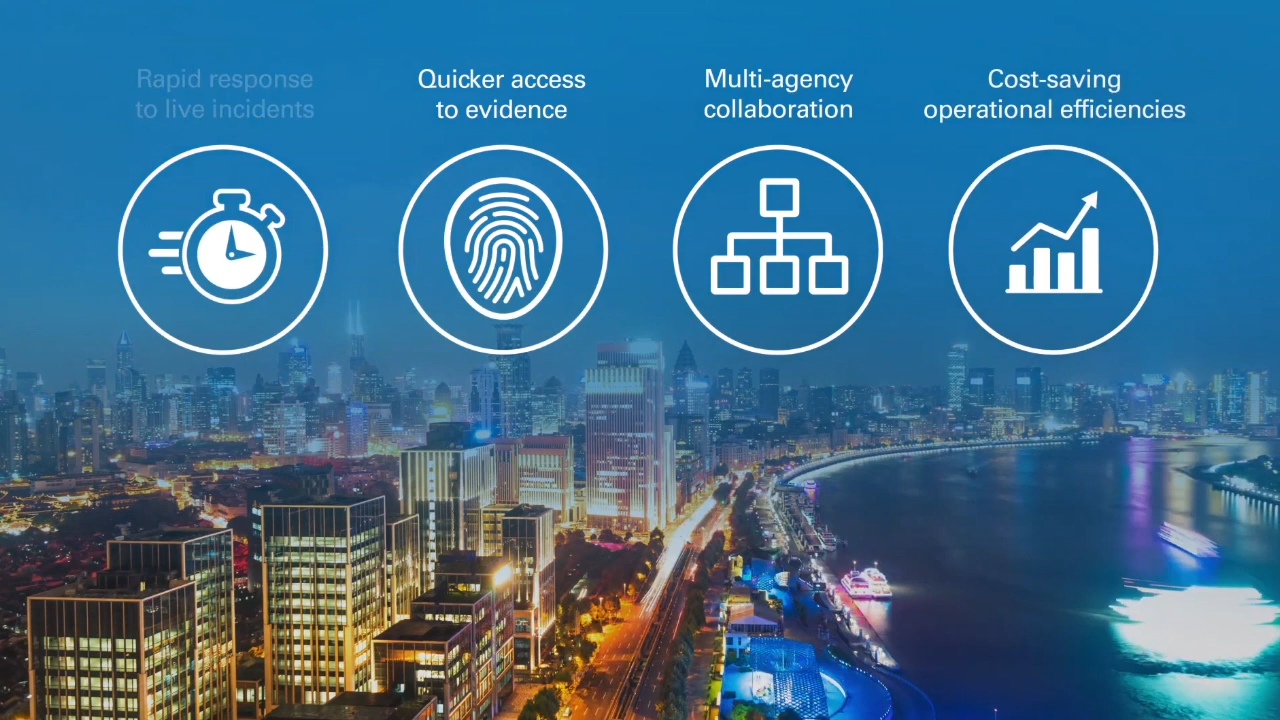 Rapid response
to live incidents
Quicker access
to evidence
Multi-agency
collaboration
Cost-saving
operational efficiencies